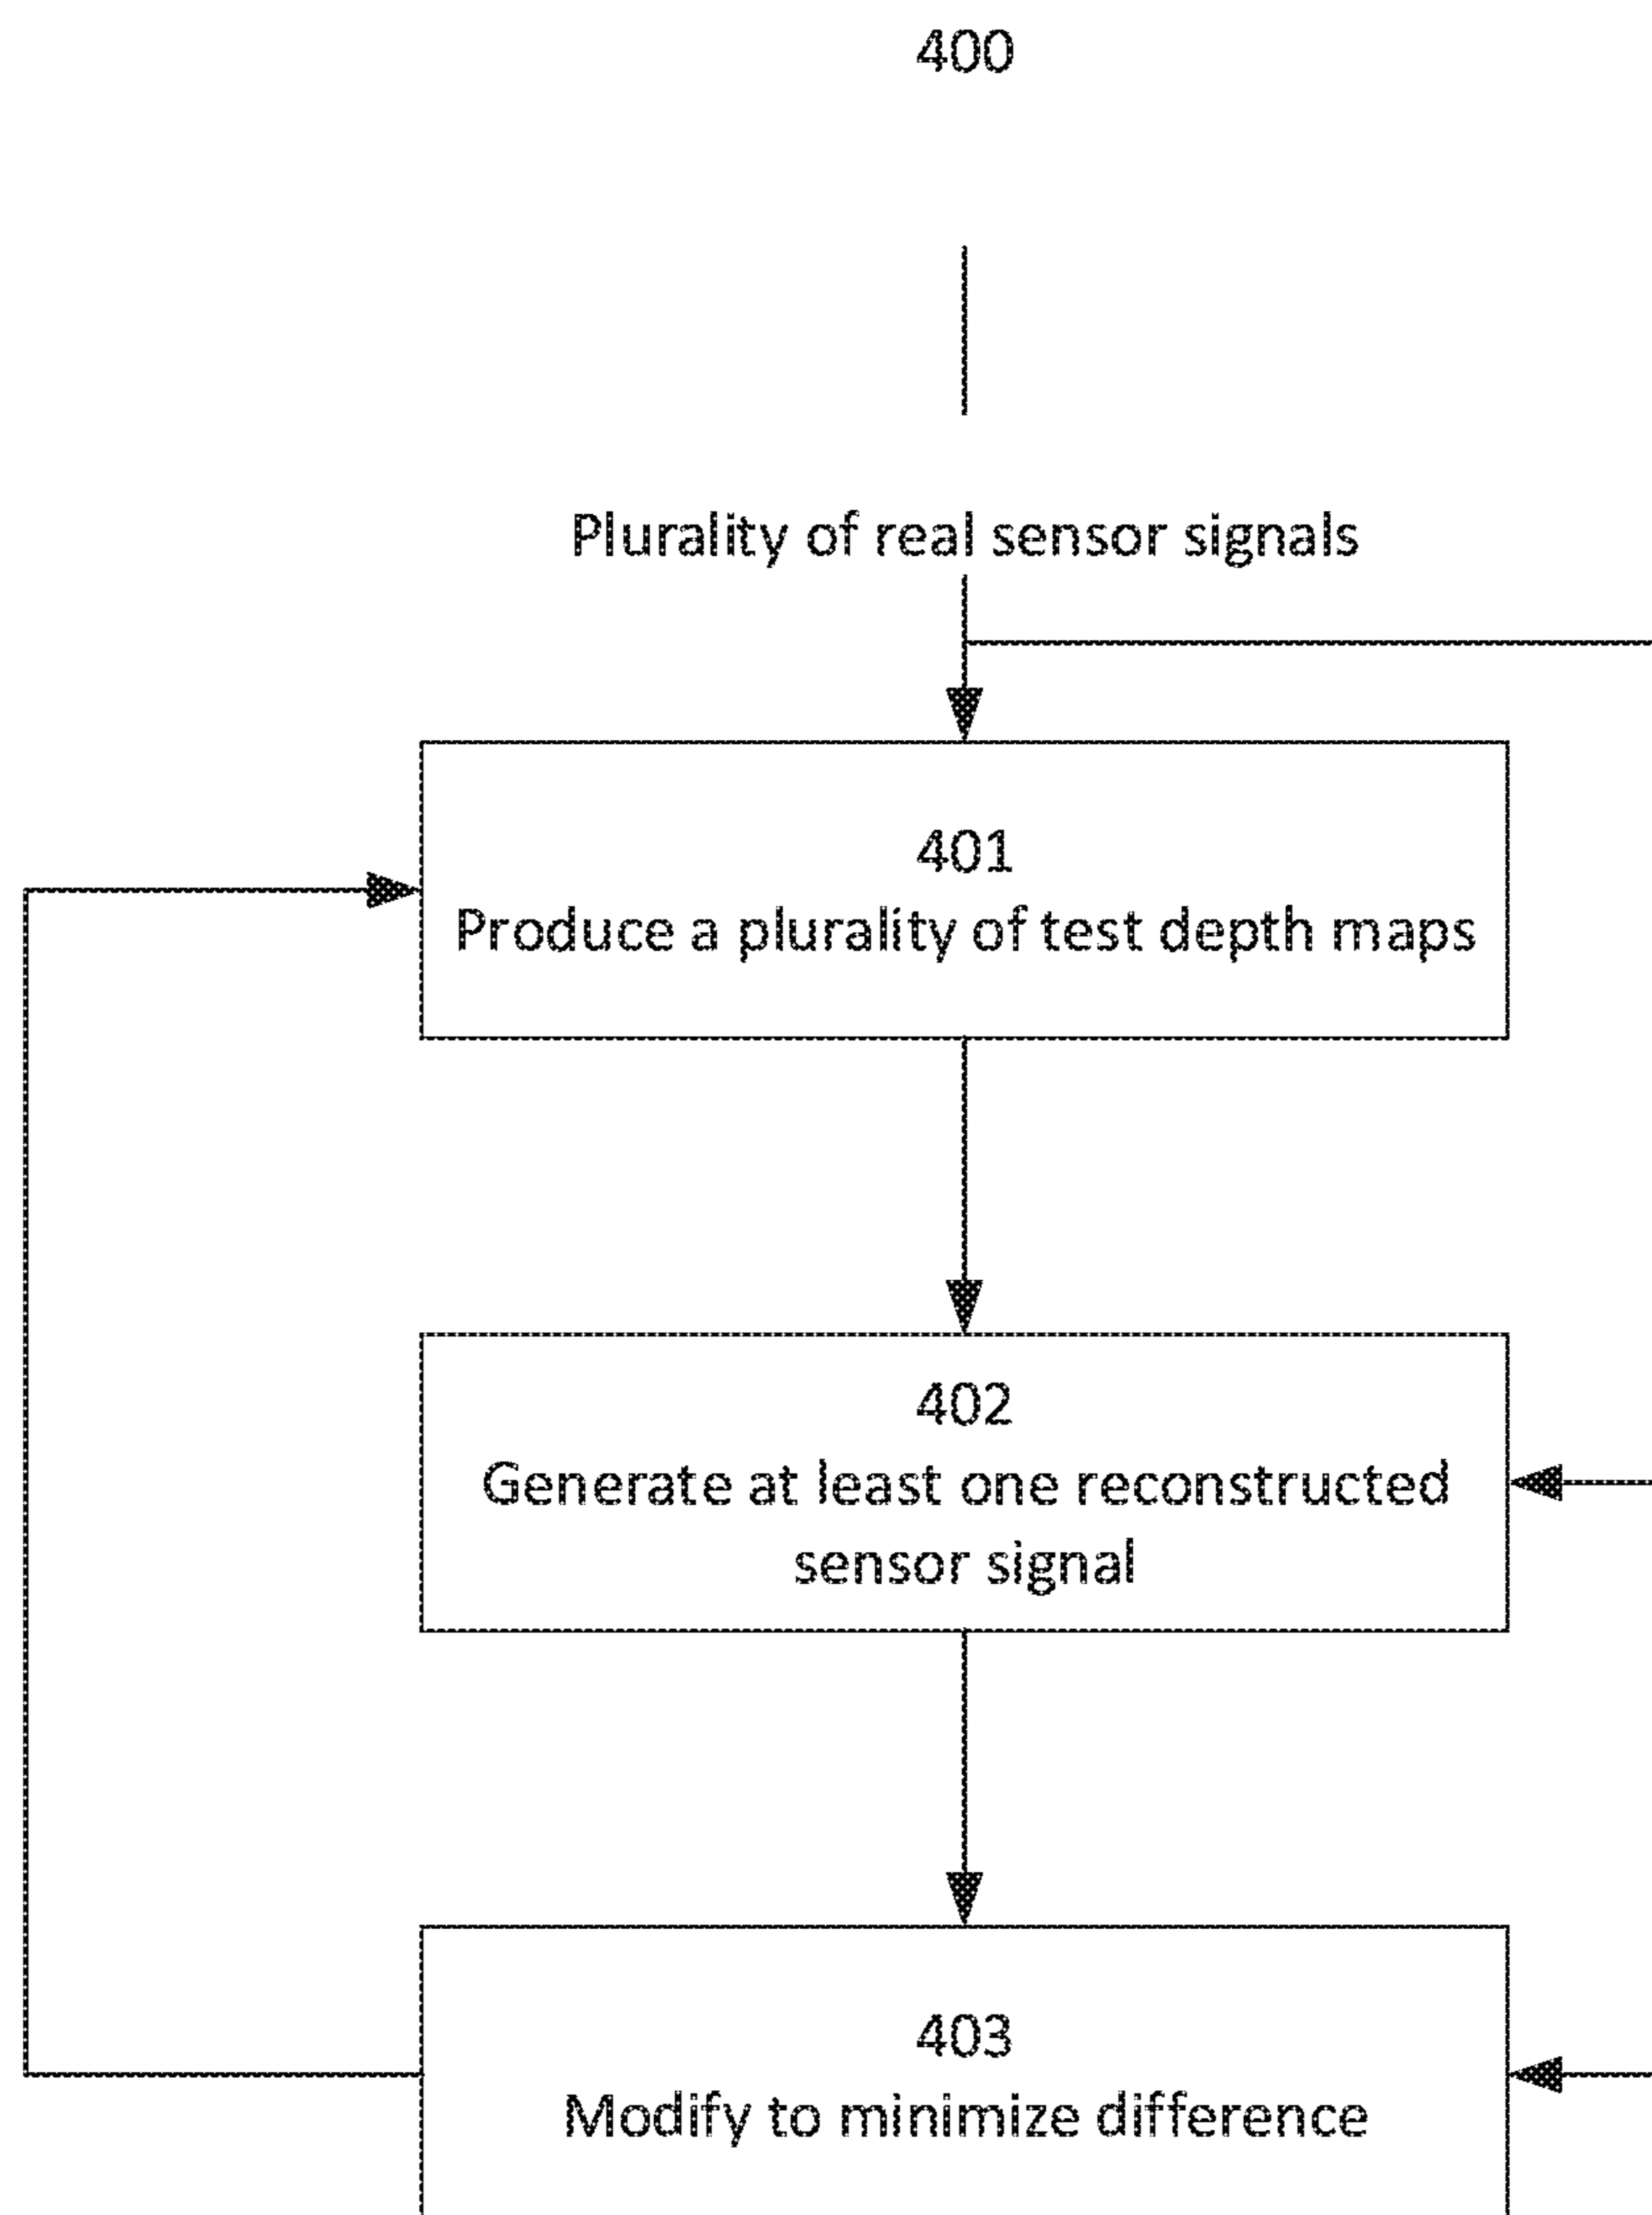 400
Plurality of real sensor signals
401
Produce a plurality of test depth maps
402
Generate at least one reconstructed
sensor signal
403
Modify to minimize difference